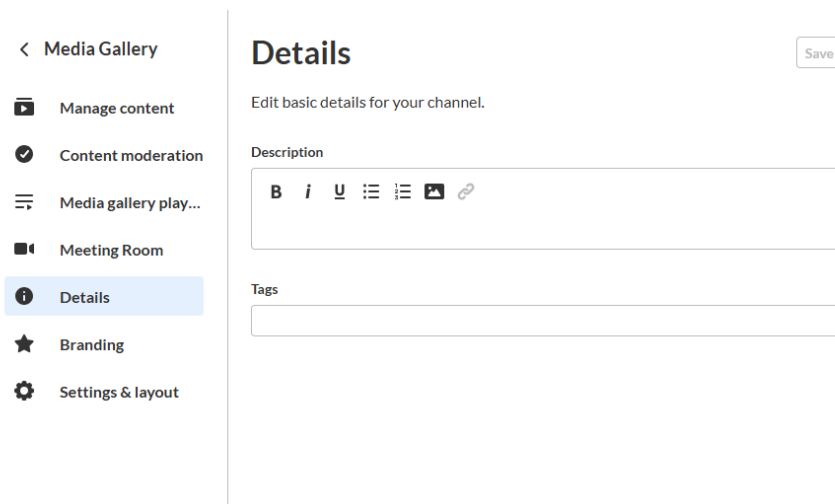 Media Gallery
Manage content
Content moderation
Media gallery play...
Meeting Room
Details
Branding
Settings & layout
Details
Save
Edit basic details for your channel.
Description
B i U
Tags